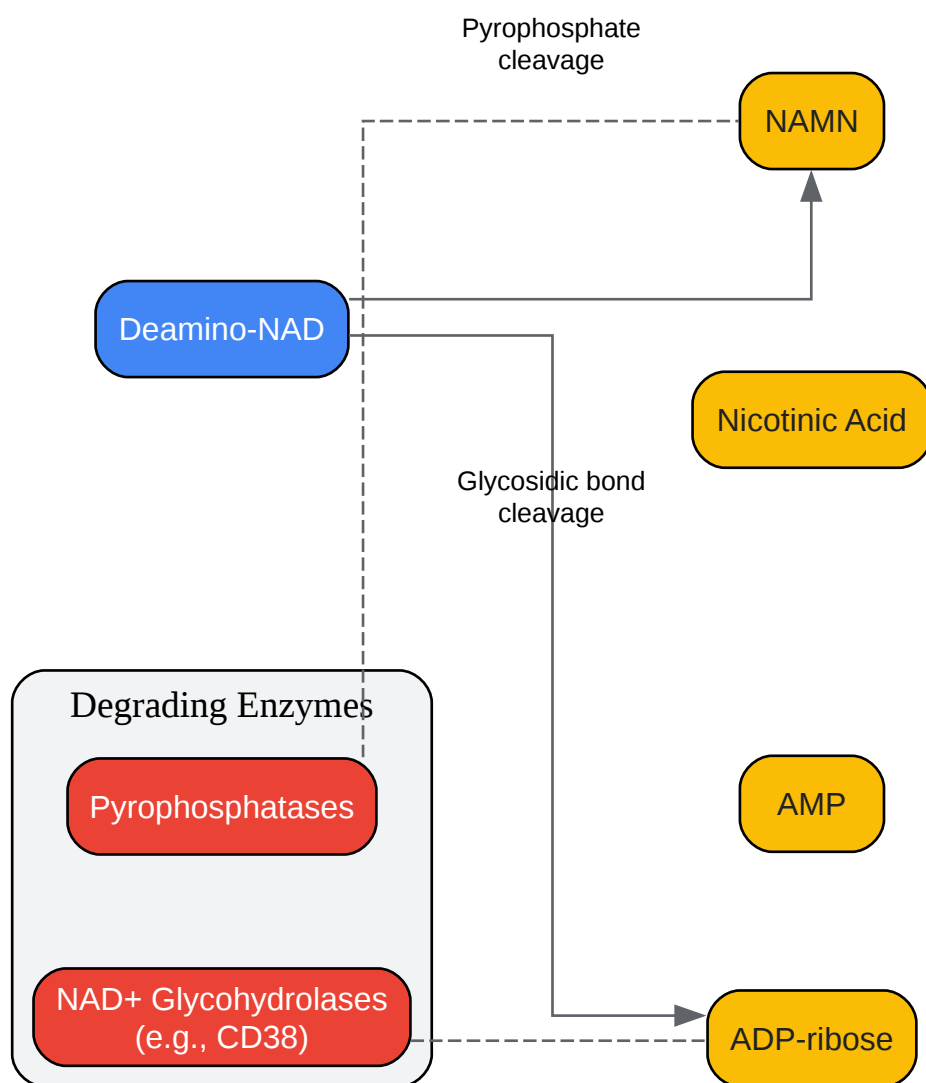 Pyrophosphate
cleavage
NAMN
Deamino-NAD
Nicotinic Acid
Glycosidic bond
cleavage
Degrading Enzymes
Pyrophosphatases
AMP
NAD+ Glycohydrolases
(e.g., CD38)
ADP-ribose